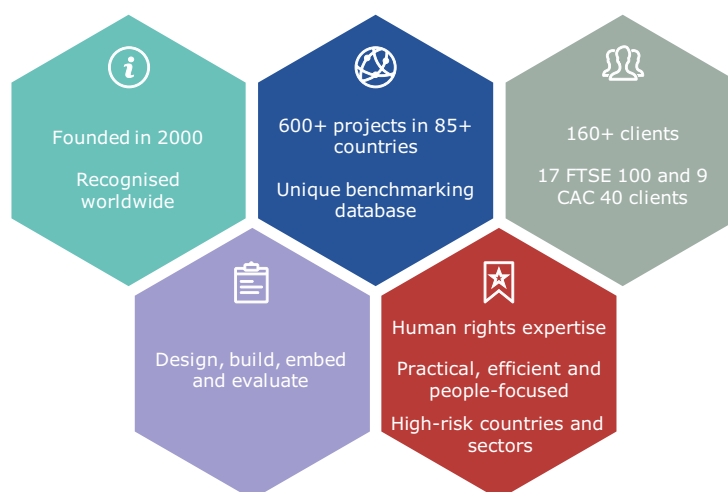 Founded in 2000
Recognised
worldwide
600+ projects in 85+
countries
Unique benchmarking
database
160+ clients
17 FTSE 100 and 9
CAC 40 clients
Design, build, embed
and evaluate
Human rights expertise
Practical, efficient and
people-focused
High-risk countries and
sectors